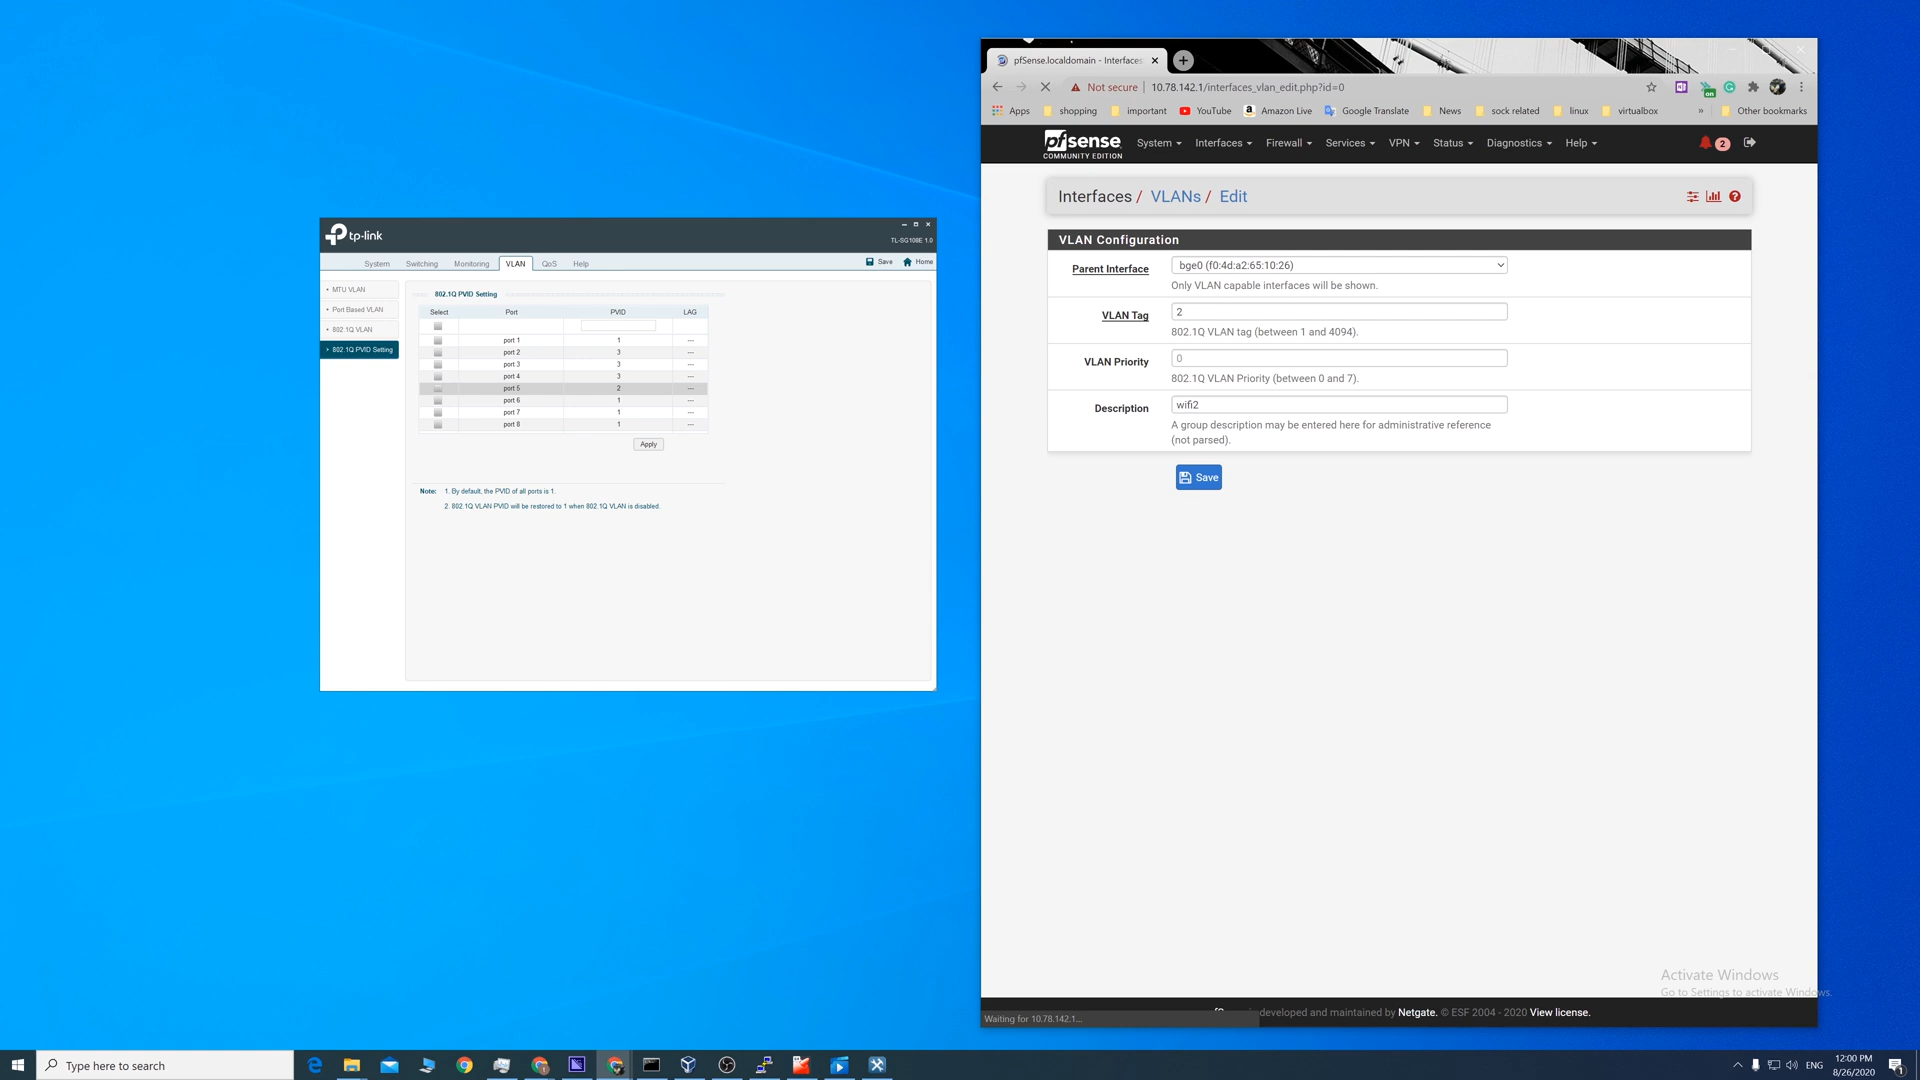 tp-link
TL-SG108E 1.0
System Switching Monitoring VLAN QoS Help Save Home
MTU VLAN
Port Based VLAN
802.1Q VLAN
802.1Q PVID Setting
802.1Q PVID Setting
Select Port PVID LAG
port 1 1 ---
port 2 3 ---
port 3 3 ---
port 4 3 ---
port 5 2 ---
port 6 1 ---
port 7 1 ---
port 8 1 ---
Apply
Note: 1. By default, the PVID of all ports is 1.
2. 802.1Q VLAN PVID will be restored to 1 when 802.1Q VLAN is disabled.
pfSense.localdomain - Interfaces:
Not secure 10.78.142.1/interfaces_vlan_edit.php?id=0
on
Apps shopping important YouTube Amazon Live Google Translate News sock related linux virtualbox » Other bookmarks
pfsense
COMMUNITY EDITION
System Interfaces Firewall Services VPN Status Diagnostics Help 2
Interfaces / VLANs / Edit
VLAN Configuration
Parent Interface bge0 (f0:4d:a2:65:10:26)
Only VLAN capable interfaces will be shown.
VLAN Tag 2
802.1Q VLAN tag (between 1 and 4094).
VLAN Priority 0
802.1Q VLAN Priority (between 0 and 7).
Description wifi2
A group description may be entered here for administrative reference
(not parsed).
Save
Activate Windows
Go to Settings to activate Windows.
developed and maintained by Netgate. © ESF 2004 - 2020 View license.
Waiting for 10.78.142.1...
Type here to search
ENG
12:00 PM
8/26/2020
1